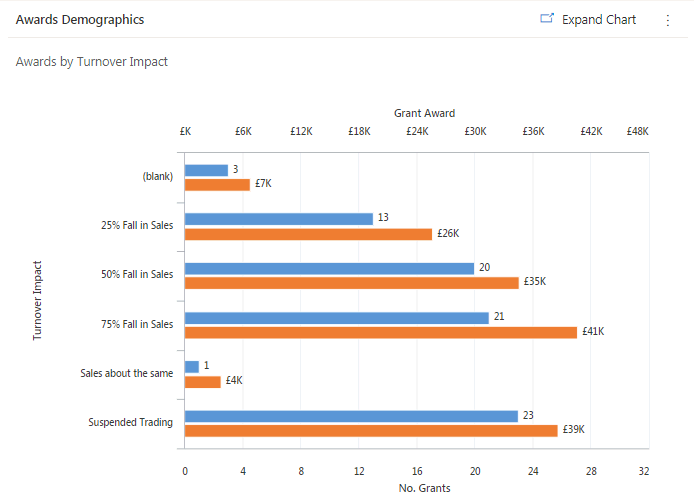 Awards Demographics
Expand Chart
Awards by Turnover Impact
Grant Award
£K £6K £12K £18K £24K £30K £36K £42K £48K
(blank) 3
£7K
25% Fall in Sales 13
£26K
50% Fall in Sales 20
£35K
75% Fall in Sales 21
£41K
Sales about the same 1
£4K
Suspended Trading 23
£39K
Turnover Impact
0 4 8 12 16 20 24 28 32
No. Grants